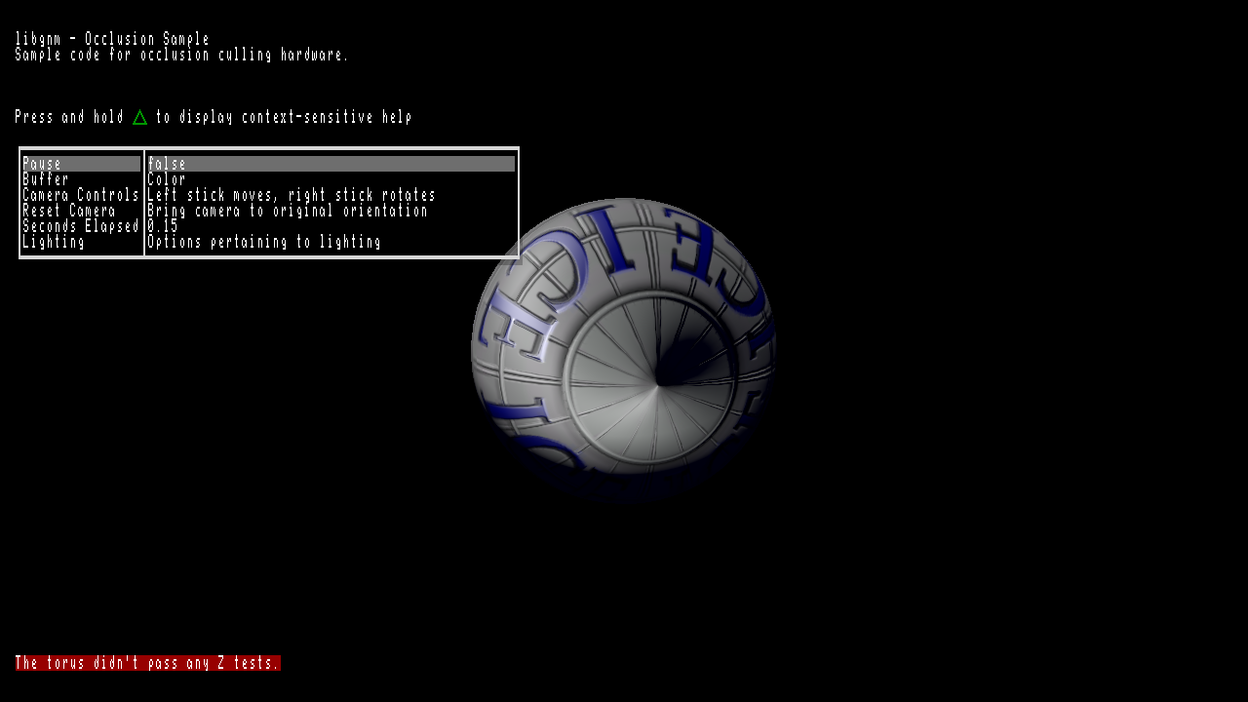 libgnm - Occlusion Sample
Sample code for occlusion culling hardware.
Press and hold △ to display context-sensitive help
Pause false
Buffer Color
Camera Controls Left stick moves, right stick rotates
Reset Camera Bring camera to original orientation
Seconds Elapsed 0.15
Lighting Options pertaining to lighting
The torus didn't pass any Z tests.